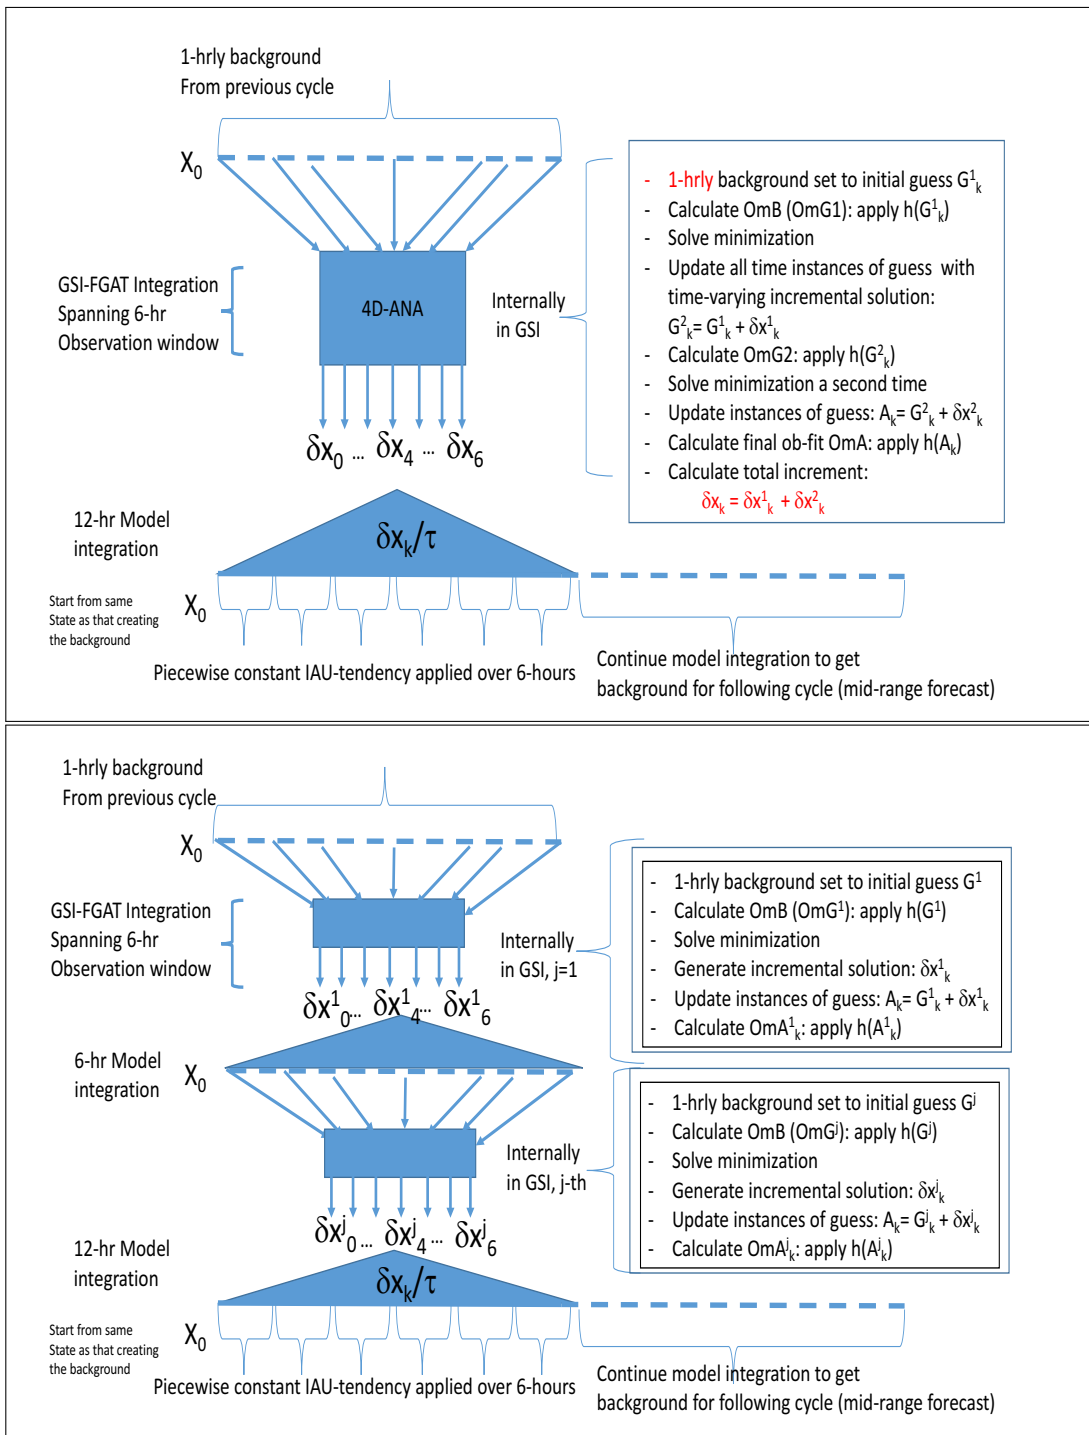 1-hrly background
From previous cycle
X₀
GSI-FGAT Integration
Spanning 6-hr
Observation window
4D-ANA
Internally
in GSI
- 1-hrly background set to initial guess G¹ₖ
- Calculate OmB (OmG1): apply h(G¹ₖ)
- Solve minimization
- Update all time instances of guess with
time-varying incremental solution:
G²ₖ= G¹ₖ + δx¹ₖ
- Calculate OmG2: apply h(G²ₖ)
- Solve minimization a second time
- Update instances of guess: Aₖ= G²ₖ + δx²ₖ
- Calculate final ob-fit OmA: apply h(Aₖ)
- Calculate total increment:
δxₖ = δx¹ₖ + δx²ₖ
δx₀ ... δx₄ ... δx₆
12-hr Model
integration
δxₖ/τ
Start from same
State as that creating
the background
X₀
Piecewise constant IAU-tendency applied over 6-hours
Continue model integration to get
background for following cycle (mid-range forecast)
1-hrly background
From previous cycle
X₀
GSI-FGAT Integration
Spanning 6-hr
Observation window
Internally
in GSI, j=1
- 1-hrly background set to initial guess G¹
- Calculate OmB (OmG¹): apply h(G¹)
- Solve minimization
- Generate incremental solution: δx¹ₖ
- Update instances of guess: Aₖ= G¹ₖ + δx¹ₖ
- Calculate OmA¹ₖ: apply h(A¹ₖ)
δx¹₀... δx¹₄... δx¹₆
6-hr Model
integration
X₀
Internally
in GSI, j-th
- 1-hrly background set to initial guess Gʲ
- Calculate OmB (OmGʲ): apply h(Gʲ)
- Solve minimization
- Generate incremental solution: δxʲₖ
- Update instances of guess: Aₖ= Gʲₖ + δxʲₖ
- Calculate OmAʲₖ: apply h(Aʲₖ)
δxʲ₀... δxʲ₄... δxʲ₆
12-hr Model
integration
δxₖ/τ
Start from same
State as that creating
the background
X₀
Piecewise constant IAU-tendency applied over 6-hours
Continue model integration to get
background for following cycle (mid-range forecast)